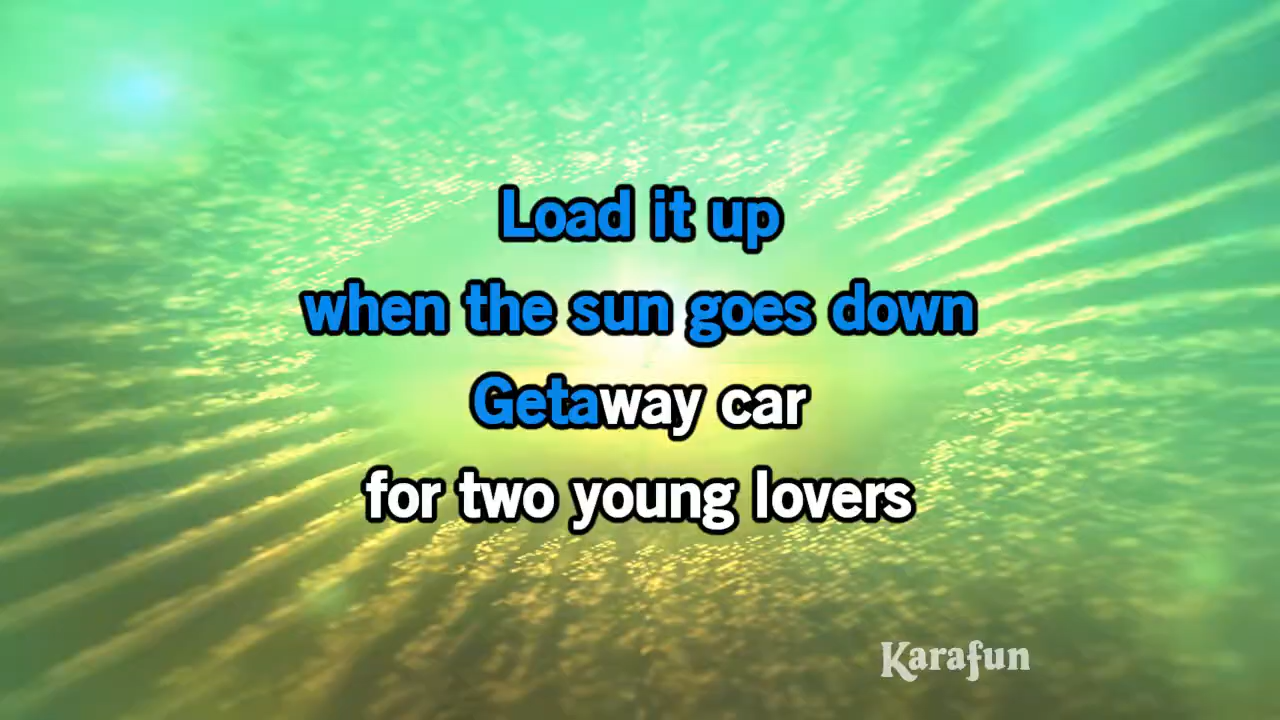 Load it up
when the sun goes down
Getaway car
for two young lovers
Karafun